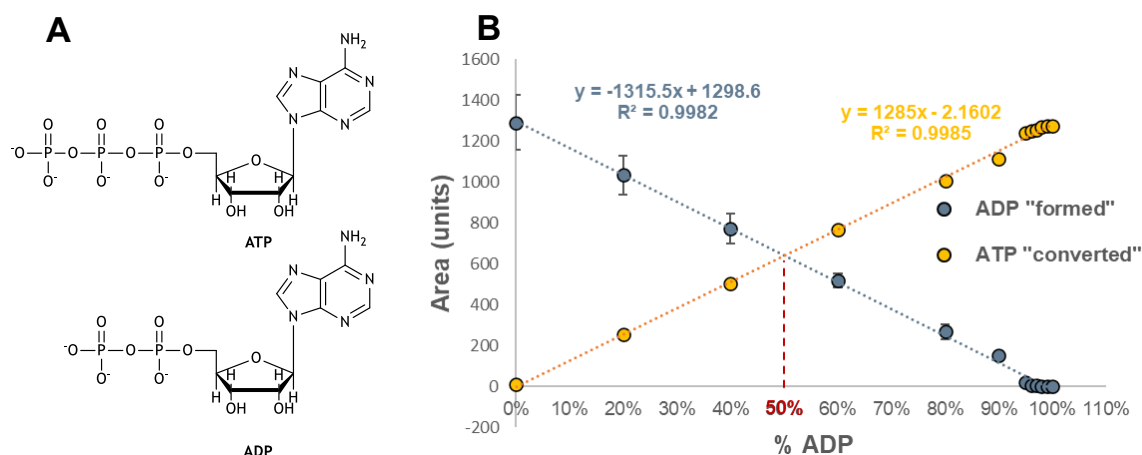 A
NH₂
N
N
N
N
O
O
O
⁻O
P
O
P
O
P
O
O⁻
O⁻
O⁻
O
H
H
H
H
OH
OH
ATP
NH₂
N
N
N
N
O
O
⁻O
P
O
P
O
O⁻
O⁻
O
H
H
H
H
OH
OH
ADP
B
1600
1400
1200
1000
800
600
400
200
0
-200
Area (units)
y = -1315.5x + 1298.6
R² = 0.9982
y = 1285x - 2.1602
R² = 0.9985
ADP "formed"
ATP "converted"
0% 10% 20% 30% 40% 50% 60% 70% 80% 90% 100% 110%
% ADP